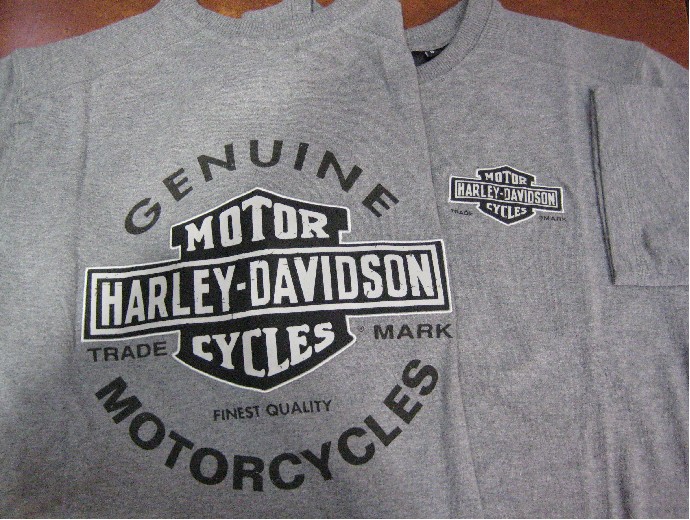 GENUINE
MOTOR
HARLEY-DAVIDSON
CYCLES
TRADE MARK
FINEST QUALITY
MOTORCYCLES
MOTOR
HARLEY-DAVIDSON
CYCLES
TRADE MARK